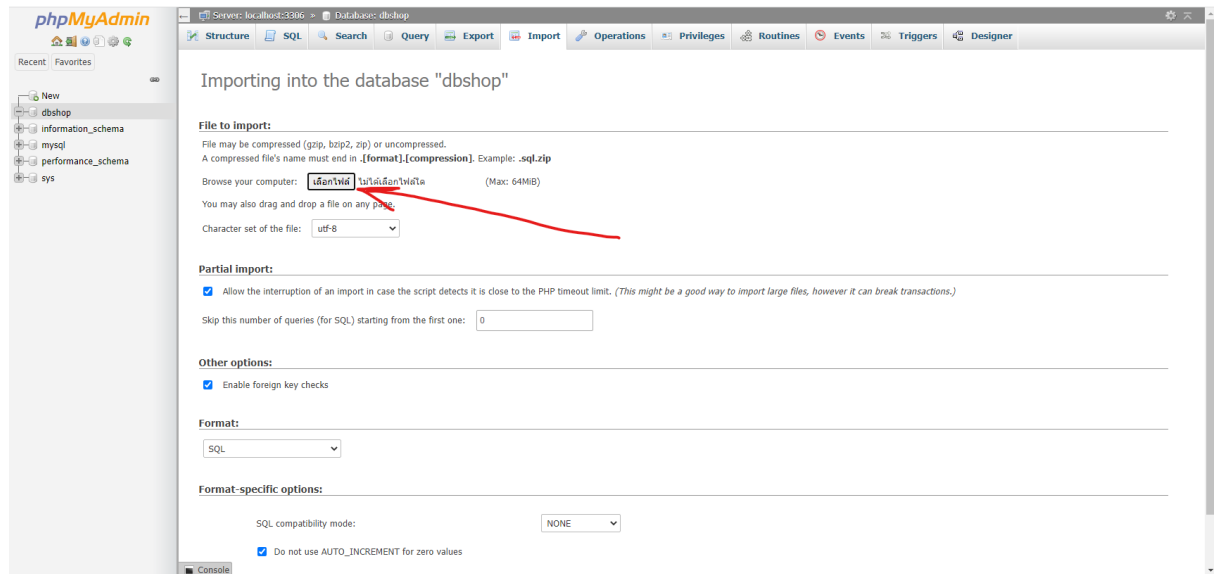 phpMyAdmin
Recent Favorites
New
dbshop
information_schema
mysql
performance_schema
sys
Server: localhost:3306 » Database: dbshop
Structure SQL Search Query Export Import Operations Privileges Routines Events Triggers Designer
Importing into the database "dbshop"
File to import:
File may be compressed (gzip, bzip2, zip) or uncompressed.
A compressed file's name must end in .[format].[compression]. Example: .sql.zip
Browse your computer: เลือกไฟล์ ไม่ได้เลือกไฟล์ใด (Max: 64MiB)
You may also drag and drop a file on any page.
Character set of the file: utf-8
Partial import:
Allow the interruption of an import in case the script detects it is close to the PHP timeout limit. (This might be a good way to import large files, however it can break transactions.)
Skip this number of queries (for SQL) starting from the first one: 0
Other options:
Enable foreign key checks
Format:
SQL
Format-specific options:
SQL compatibility mode: NONE
Do not use AUTO_INCREMENT for zero values
Console